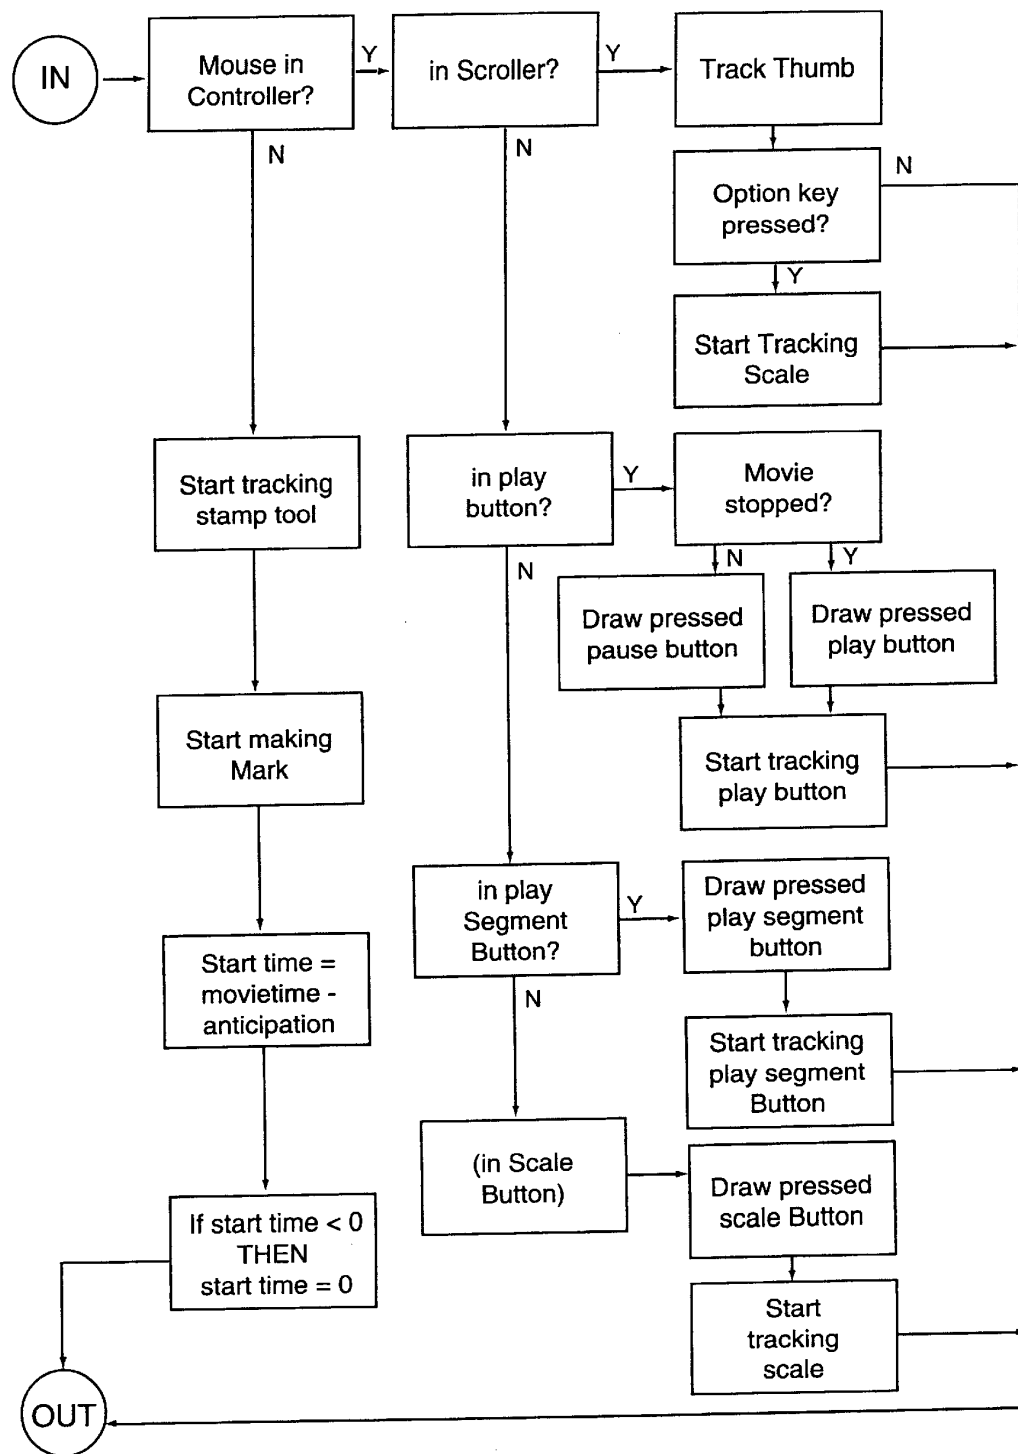 IN
Mouse in
Controller?
Y
in Scroller?
Y
Track Thumb
N
N
Option key
pressed?
N
Y
Start Tracking
Scale
Start tracking
stamp tool
in play
button?
Y
Movie
stopped?
N
N
Y
Draw pressed
pause button
Draw pressed
play button
Start making
Mark
Start tracking
play button
in play
Segment
Button?
Y
Draw pressed
play segment
button
Start time =
movietime -
anticipation
N
Start tracking
play segment
Button
(in Scale
Button)
Draw pressed
scale Button
If start time < 0
THEN
start time = 0
Start
tracking
scale
OUT